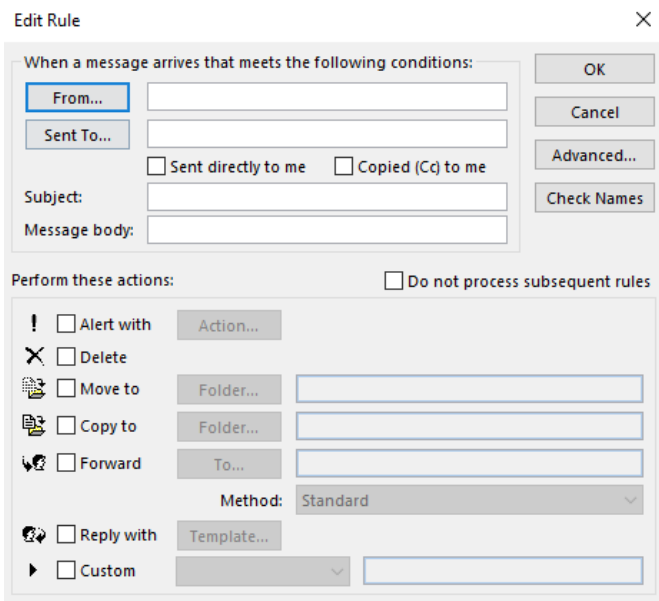 Edit Rule
When a message arrives that meets the following conditions:
OK
From...
Cancel
Sent To...
Advanced...
Sent directly to me Copied (Cc) to me
Subject:
Check Names
Message body:
Perform these actions: Do not process subsequent rules
Alert with Action...
Delete
Move to Folder...
Copy to Folder...
Forward To...
Method: Standard
Reply with Template...
Custom